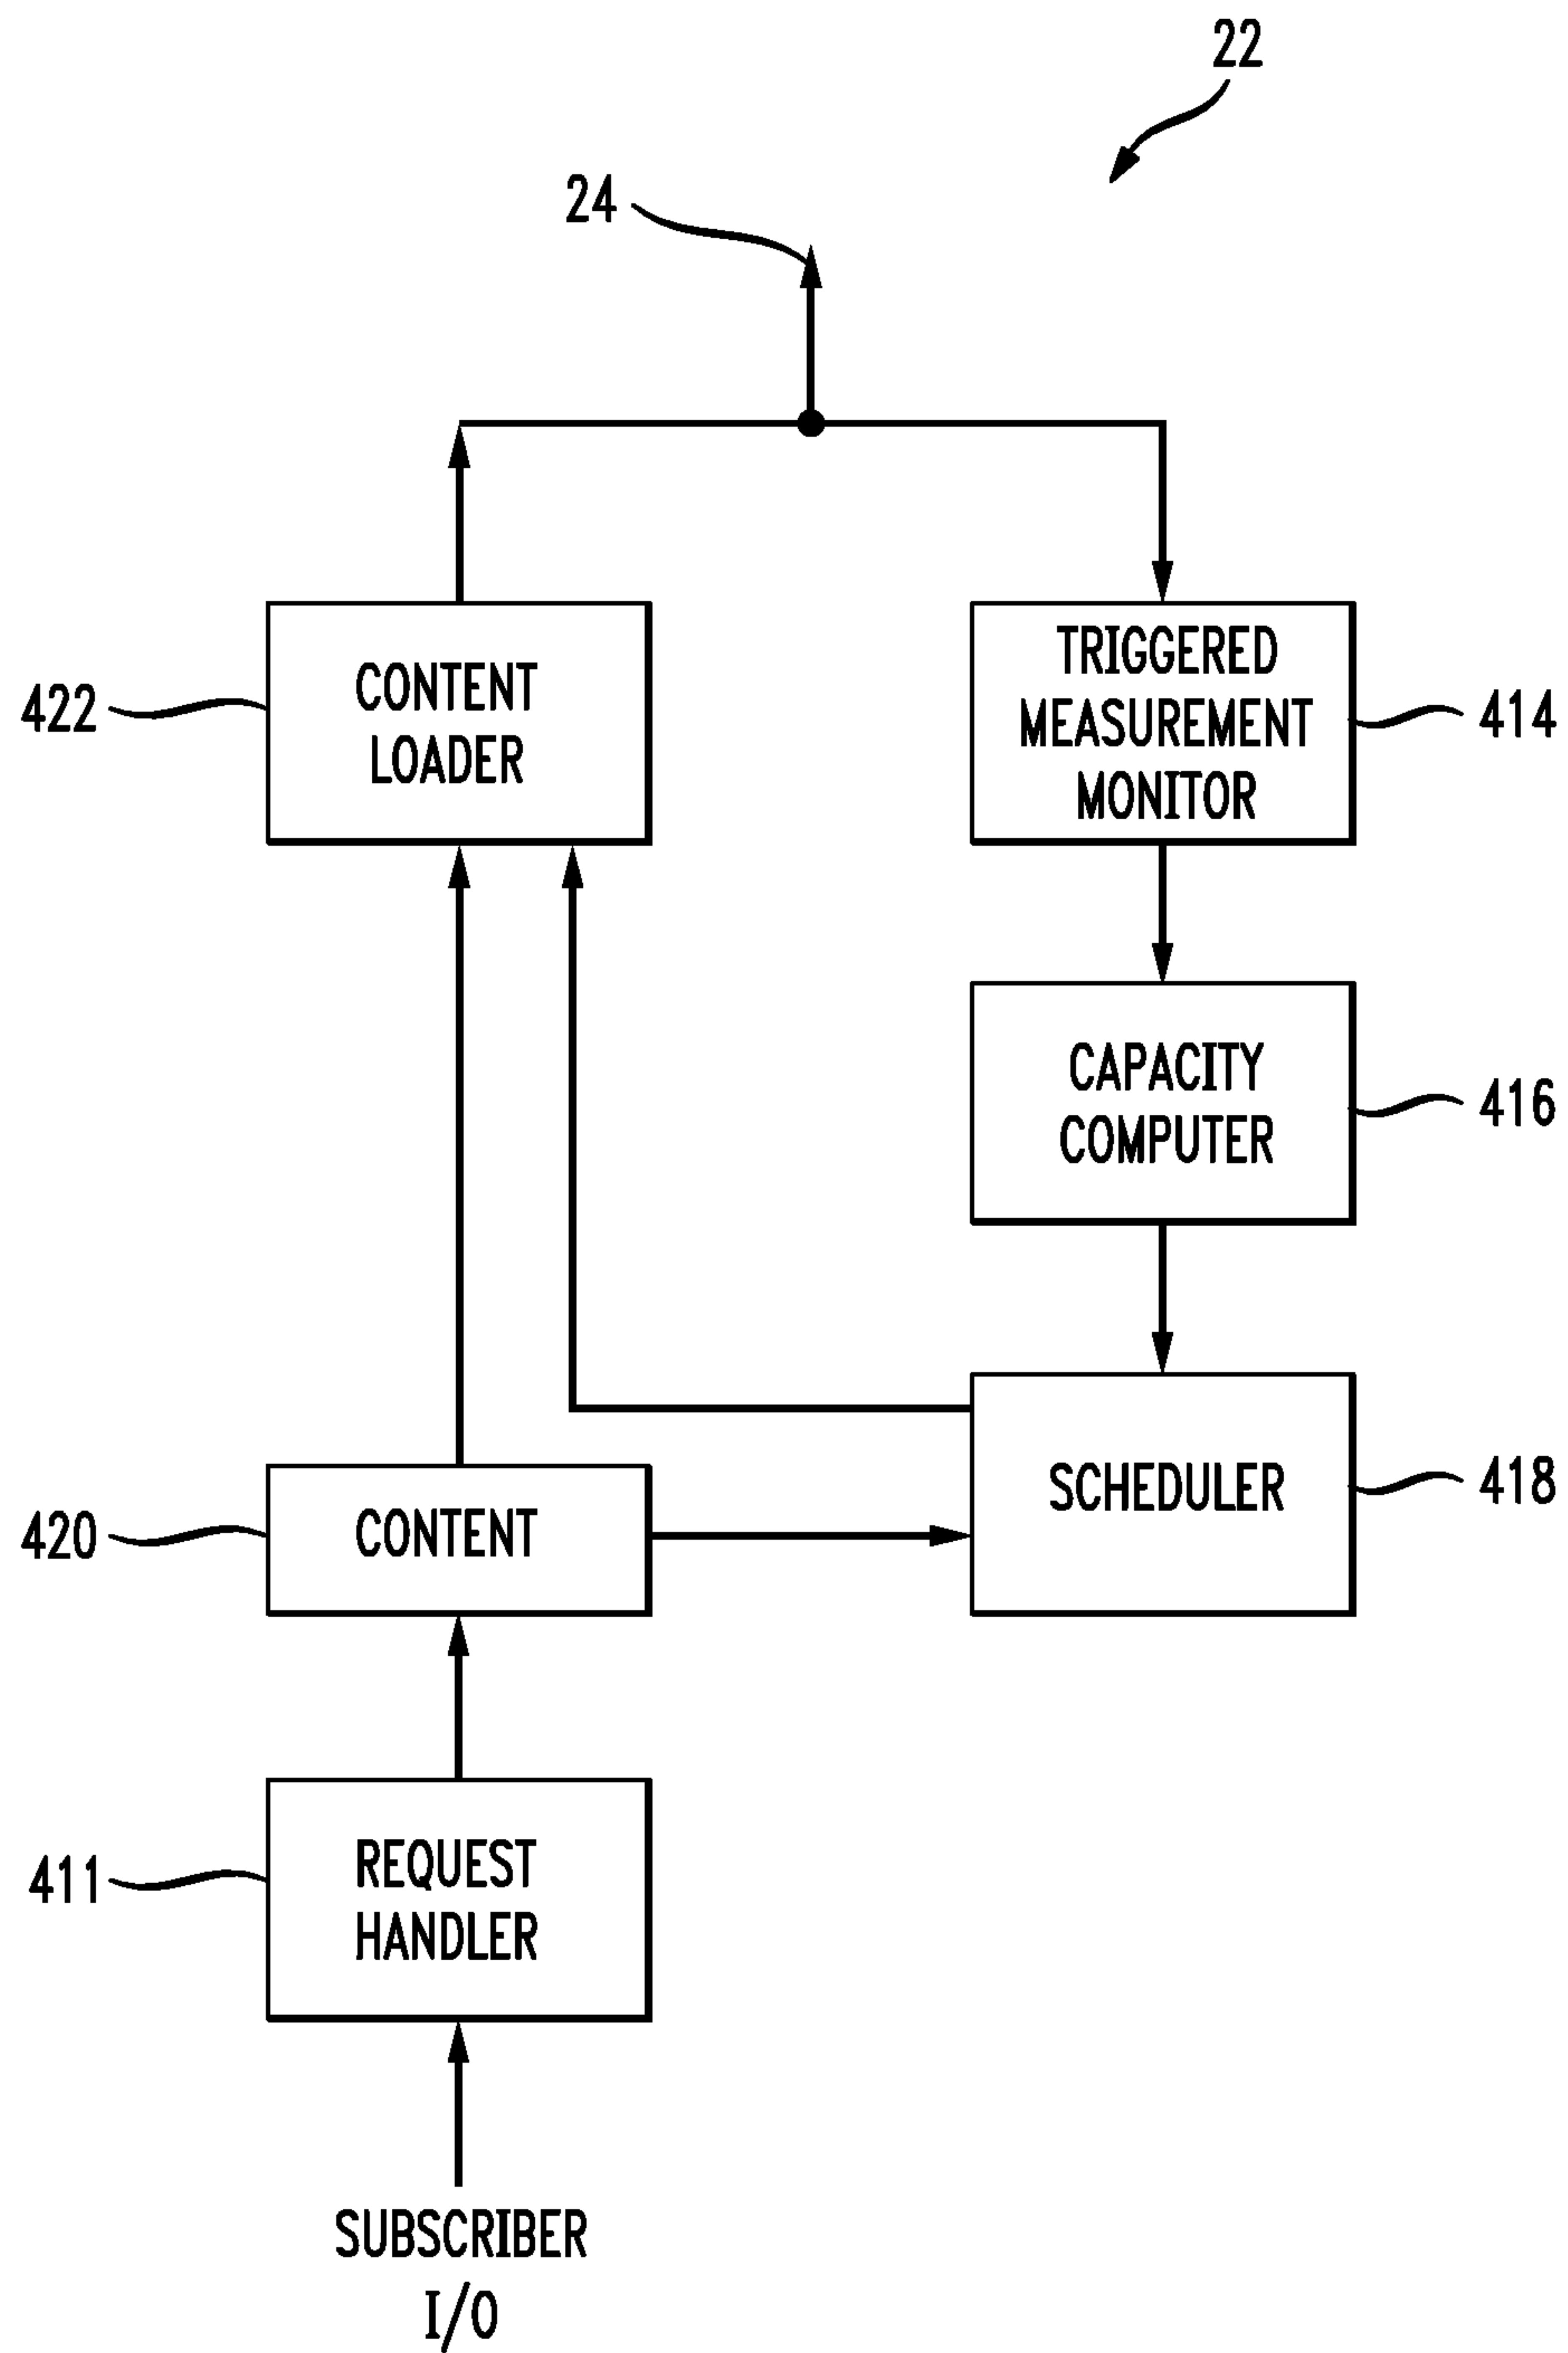 22
24
CONTENT
LOADER
422
TRIGGERED
MEASUREMENT
MONITOR
414
CAPACITY
COMPUTER
416
SCHEDULER
418
CONTENT
420
REQUEST
HANDLER
411
SUBSCRIBER
I/O